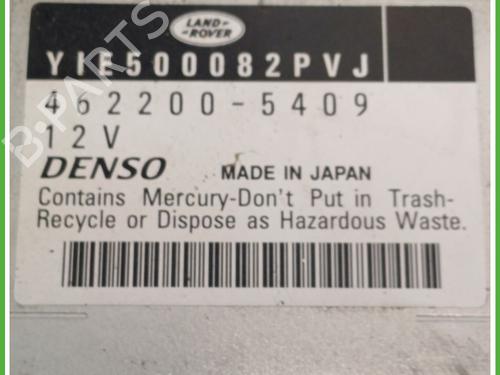 LAND-
ROVER
YIE500082PVJ
462200-5409
12V
DENSO MADE IN JAPAN
Contains Mercury-Don't Put in Trash-
Recycle or Dispose as Hazardous Waste.
B-PARTS